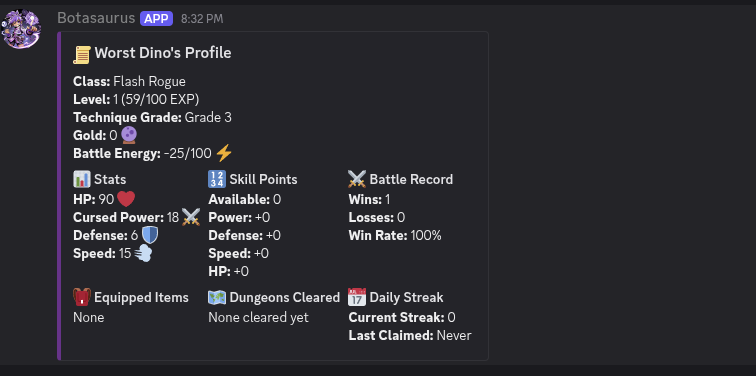 Botasaurus APP 8:32 PM
Worst Dino's Profile
Class: Flash Rogue
Level: 1 (59/100 EXP)
Technique Grade: Grade 3
Gold: 0
Battle Energy: -25/100
Stats
HP: 90
Cursed Power: 18
Defense: 6
Speed: 15
Skill Points
Available: 0
Power: +0
Defense: +0
Speed: +0
HP: +0
Battle Record
Wins: 1
Losses: 0
Win Rate: 100%
Equipped Items
None
Dungeons Cleared
None cleared yet
Daily Streak
Current Streak: 0
Last Claimed: Never